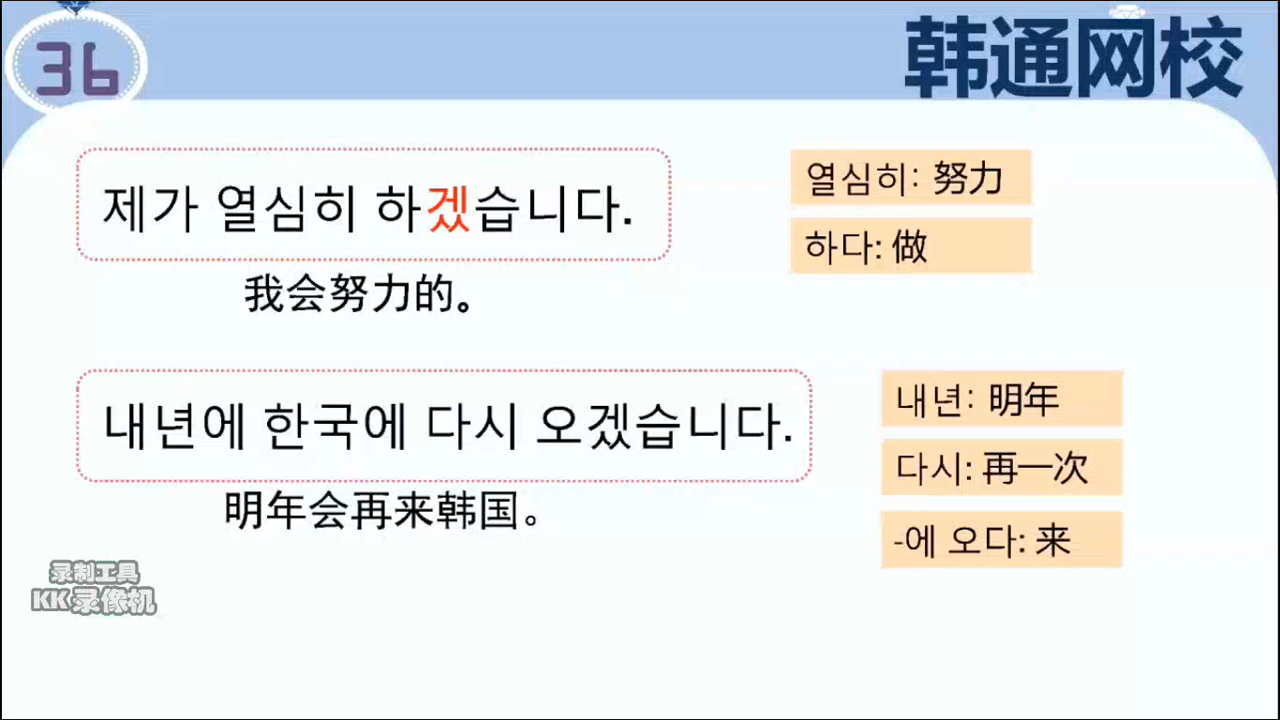 36
韩通网校
제가 열심히 하겠습니다.
我会努力的。
열심히: 努力
하다: 做
내년에 한국에 다시 오겠습니다.
明年会再来韩国。
내년: 明年
다시: 再一次
-에 오다: 来
录制工具
KK录像机